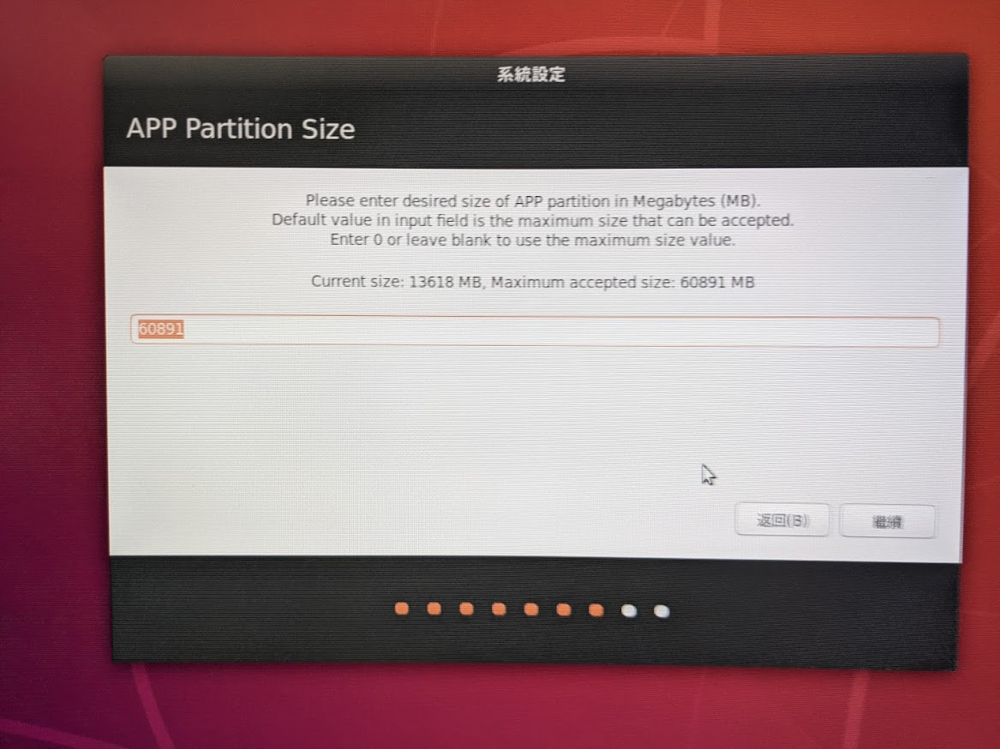 系統設定
APP Partition Size
Please enter desired size of APP partition in Megabytes (MB).
Default value in input field is the maximum size that can be accepted.
Enter 0 or leave blank to use the maximum size value.
Current size: 13618 MB, Maximum accepted size: 60891 MB
60891
返回(B)
繼續